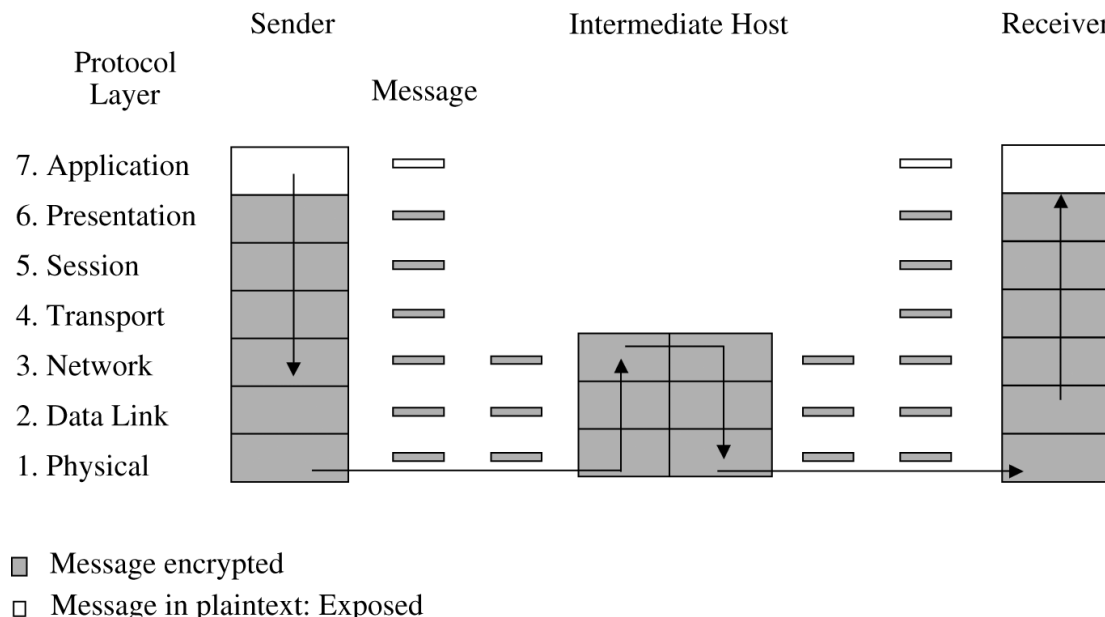 Sender Intermediate Host Receiver
Protocol
Layer
Message
7. Application
6. Presentation
5. Session
4. Transport
3. Network
2. Data Link
1. Physical
Message encrypted
Message in plaintext: Exposed